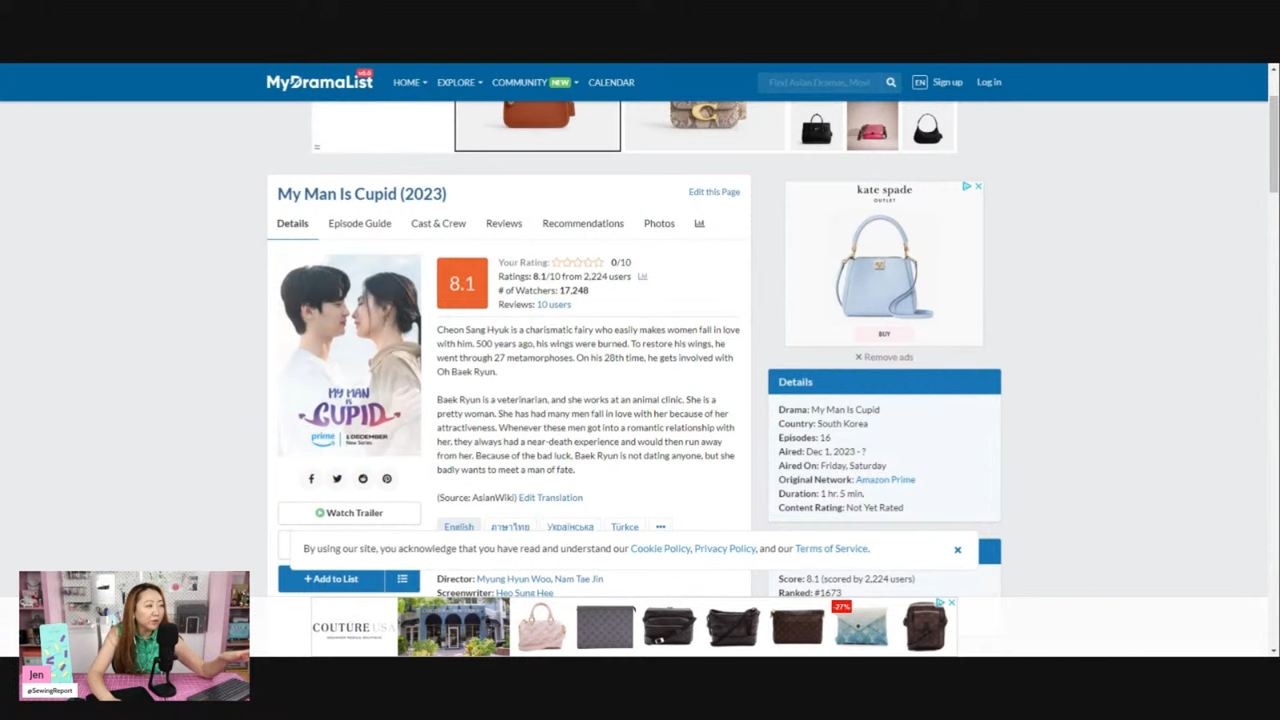 MyDramaList v6.6
HOME EXPLORE COMMUNITY NEW CALENDAR
Find Asian Dramas, Movi
EN Sign up Log in
My Man Is Cupid (2023)
Edit this Page
Details Episode Guide Cast & Crew Reviews Recommendations Photos
8.1
Your Rating: 0/10
Ratings: 8.1/10 from 2,224 users
# of Watchers: 17,248
Reviews: 10 users
Cheon Sang Hyuk is a charismatic fairy who easily makes women fall in love
with him. 500 years ago, his wings were burned. To restore his wings, he
went through 27 metamorphoses. On his 28th time, he gets involved with
Oh Baek Ryun.
Baek Ryun is a veterinarian, and she works at an animal clinic. She is a
pretty woman. She has had many men fall in love with her because of her
attractiveness. Whenever these men got into a romantic relationship with
her, they always had a near-death experience and would then run away
from her. Because of the bad luck, Baek Ryun is not dating anyone, but she
badly wants to meet a man of fate.
(Source: AsianWiki) Edit Translation
English ภาษาไทย Українська Türkçe
MY MAN
IS
CUPID
prime
1 DECEMBER
New Series
Watch Trailer
+ Add to List
By using our site, you acknowledge that you have read and understand our Cookie Policy, Privacy Policy, and our Terms of Service.
Director: Myung Hyun Woo, Nam Tae Jin
Screenwriter: Heo Sung Hee
kate spade
OUTLET
BUY
Remove ads
Details
Drama: My Man Is Cupid
Country: South Korea
Episodes: 16
Aired: Dec 1, 2023 - ?
Aired On: Friday, Saturday
Original Network: Amazon Prime
Duration: 1 hr. 5 min.
Content Rating: Not Yet Rated
Score: 8.1 (scored by 2,224 users)
Ranked: #1673
COUTURE USA
-27%
Jen
@SewingReport